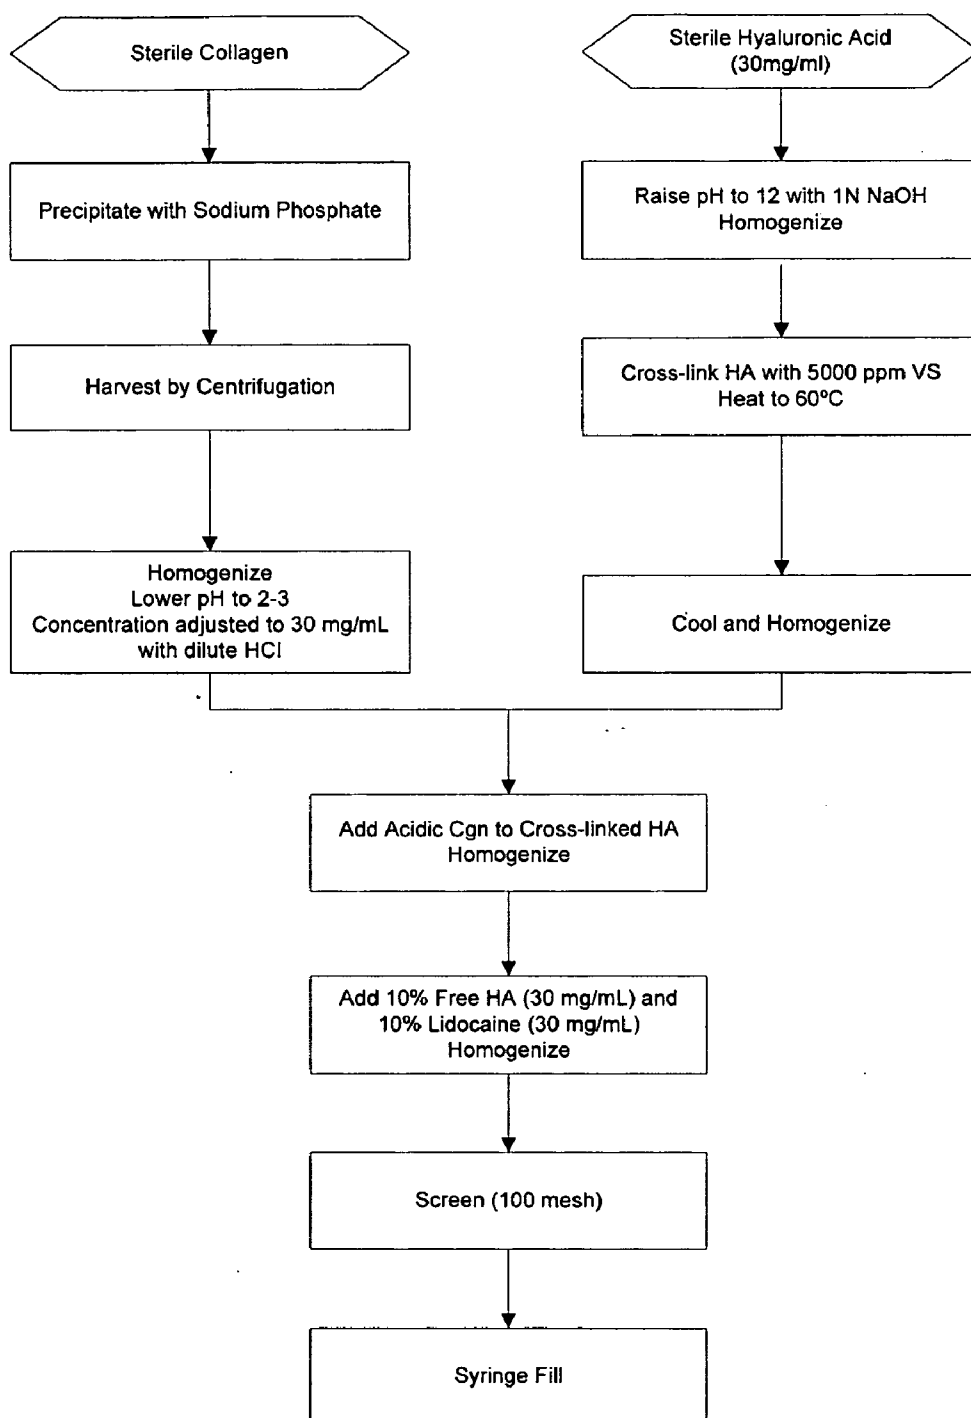 Sterile Collagen
Sterile Hyaluronic Acid
(30mg/ml)
Precipitate with Sodium Phosphate
Raise pH to 12 with 1N NaOH
Homogenize
Harvest by Centrifugation
Cross-link HA with 5000 ppm VS
Heat to 60ºC
Homogenize
Lower pH to 2-3
Concentration adjusted to 30 mg/mL
with dilute HCl
Cool and Homogenize
Add Acidic Cgn to Cross-linked HA
Homogenize
Add 10% Free HA (30 mg/mL) and
10% Lidocaine (30 mg/mL)
Homogenize
Screen (100 mesh)
Syringe Fill